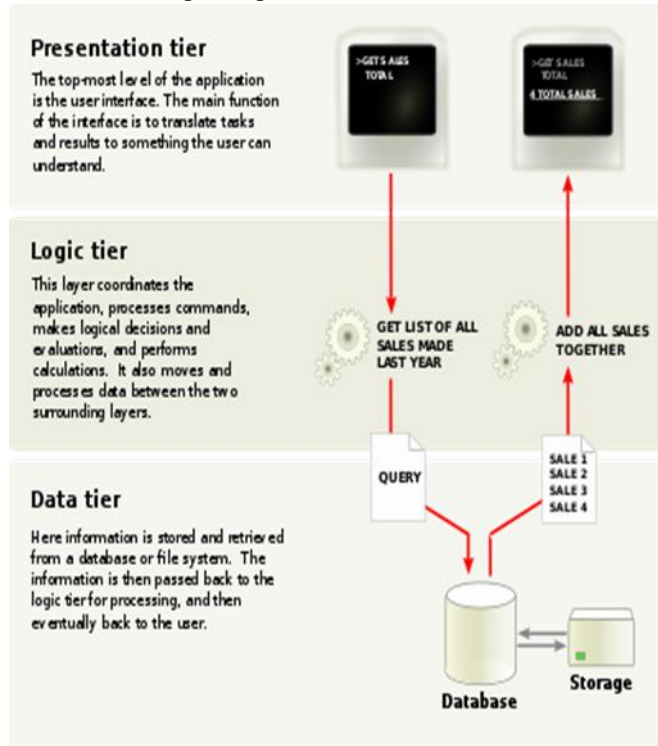 Presentation tier
The top-most level of the application
is the user interface. The main function
of the interface is to translate tasks
and results to something the user can
understand.
>GET SALES
TOTAL
>GET SALES
TOTAL
4 TOTAL SALES
Logic tier
This layer coordinates the
application, processes commands,
makes logical decisions and
evaluations, and performs
calculations. It also moves and
processes data between the two
surrounding layers.
GET LIST OF ALL
SALES MADE
LAST YEAR
ADD ALL SALES
TOGETHER
QUERY
SALE 1
SALE 2
SALE 3
SALE 4
Data tier
Here information is stored and retrieved
from a database or file system. The
information is then passed back to the
logic tier for processing, and then
eventually back to the user.
Database
Storage